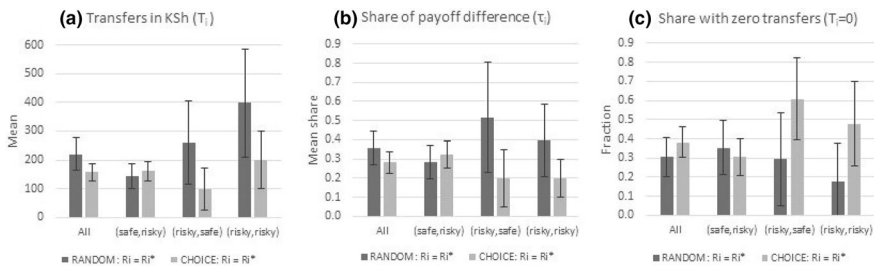 (a) Transfers in KSh (Tᵢ)
600
500
400
300
200
100
0
Mean
All (safe,risky) (risky,safe) (risky,risky)
■ RANDOM: Ri = Ri* ■ CHOICE: Ri = Ri*
(b) Share of payoff difference (τᵢ)
0.9
0.8
0.7
0.6
0.5
0.4
0.3
0.2
0.1
0.0
Mean share
All (safe,risky) (risky,safe) (risky,risky)
■ RANDOM: Ri = Ri* ■ CHOICE: Ri = Ri*
(c) Share with zero transfers (Tᵢ=0)
0.9
0.8
0.7
0.6
0.5
0.4
0.3
0.2
0.1
0.0
Fraction
All (safe,risky) (risky,safe) (risky,risky)
■ RANDOM: Ri = Ri* ■ CHOICE: Ri = Ri*